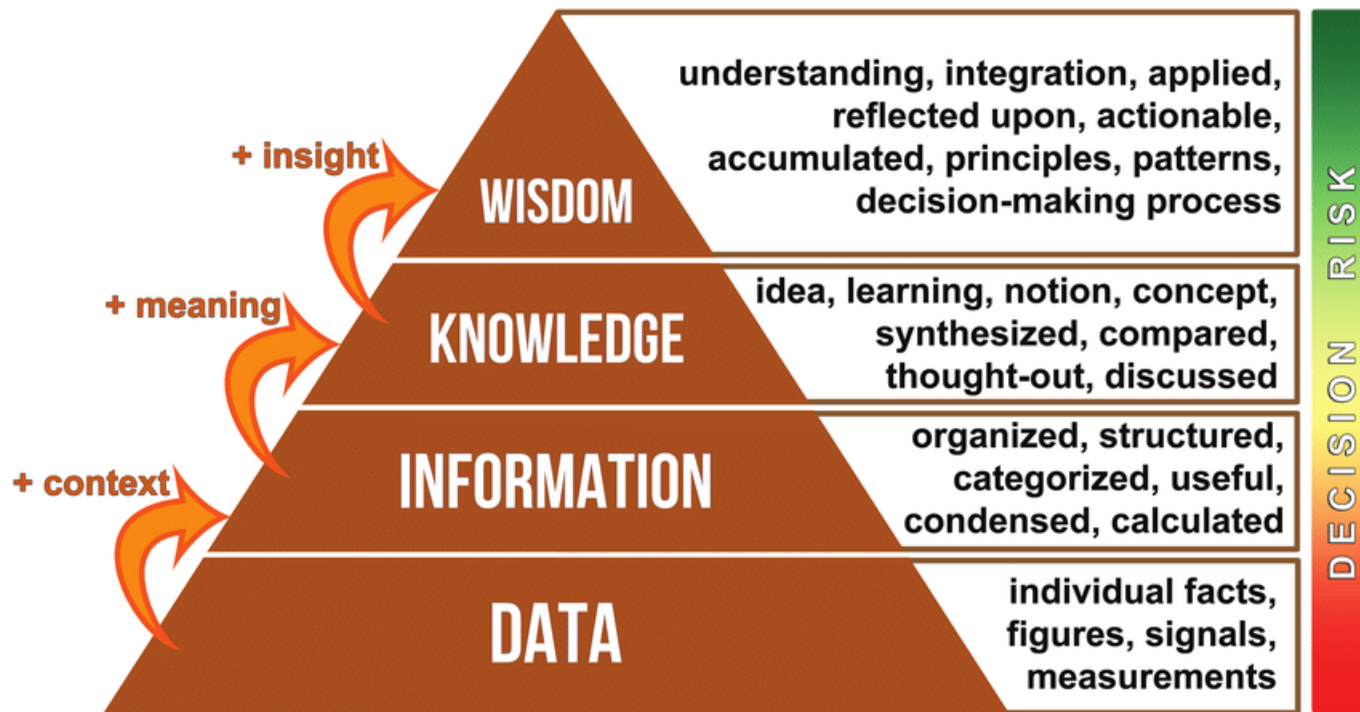 understanding, integration, applied,
reflected upon, actionable,
accumulated, principles, patterns,
decision-making process
+ insight
WISDOM
idea, learning, notion, concept,
synthesized, compared,
thought-out, discussed
+ meaning
KNOWLEDGE
organized, structured,
categorized, useful,
condensed, calculated
+ context
INFORMATION
individual facts,
figures, signals,
measurements
DATA
DECISION RISK